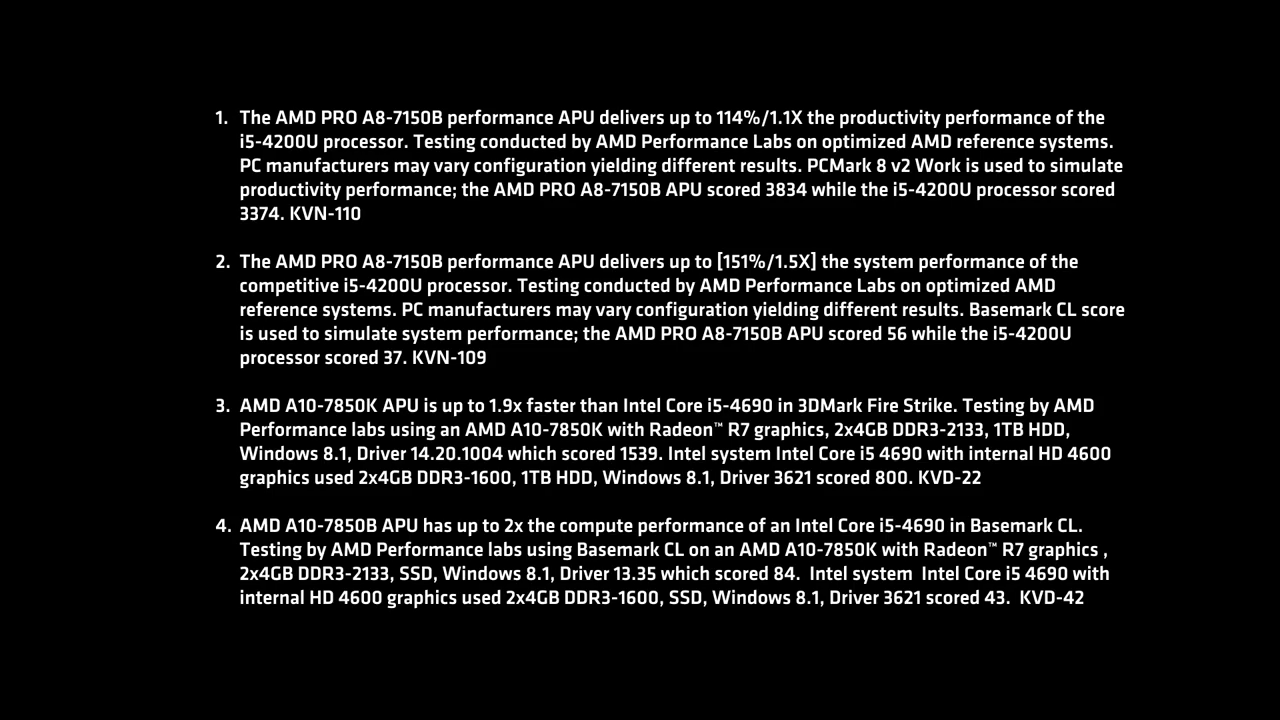 1. The AMD PRO A8-7150B performance APU delivers up to 114%/1.1X the productivity performance of the
i5-4200U processor. Testing conducted by AMD Performance Labs on optimized AMD reference systems.
PC manufacturers may vary configuration yielding different results. PCMark 8 v2 Work is used to simulate
productivity performance; the AMD PRO A8-7150B APU scored 3834 while the i5-4200U processor scored
3374. KVN-110
2. The AMD PRO A8-7150B performance APU delivers up to [151%/1.5X] the system performance of the
competitive i5-4200U processor. Testing conducted by AMD Performance Labs on optimized AMD
reference systems. PC manufacturers may vary configuration yielding different results. Basemark CL score
is used to simulate system performance; the AMD PRO A8-7150B APU scored 56 while the i5-4200U
processor scored 37. KVN-109
3. AMD A10-7850K APU is up to 1.9x faster than Intel Core i5-4690 in 3DMark Fire Strike. Testing by AMD
Performance labs using an AMD A10-7850K with Radeon™ R7 graphics, 2x4GB DDR3-2133, 1TB HDD,
Windows 8.1, Driver 14.20.1004 which scored 1539. Intel system Intel Core i5 4690 with internal HD 4600
graphics used 2x4GB DDR3-1600, 1TB HDD, Windows 8.1, Driver 3621 scored 800. KVD-22
4. AMD A10-7850B APU has up to 2x the compute performance of an Intel Core i5-4690 in Basemark CL.
Testing by AMD Performance labs using Basemark CL on an AMD A10-7850K with Radeon™ R7 graphics ,
2x4GB DDR3-2133, SSD, Windows 8.1, Driver 13.35 which scored 84.  Intel system  Intel Core i5 4690 with
internal HD 4600 graphics used 2x4GB DDR3-1600, SSD, Windows 8.1, Driver 3621 scored 43.  KVD-42